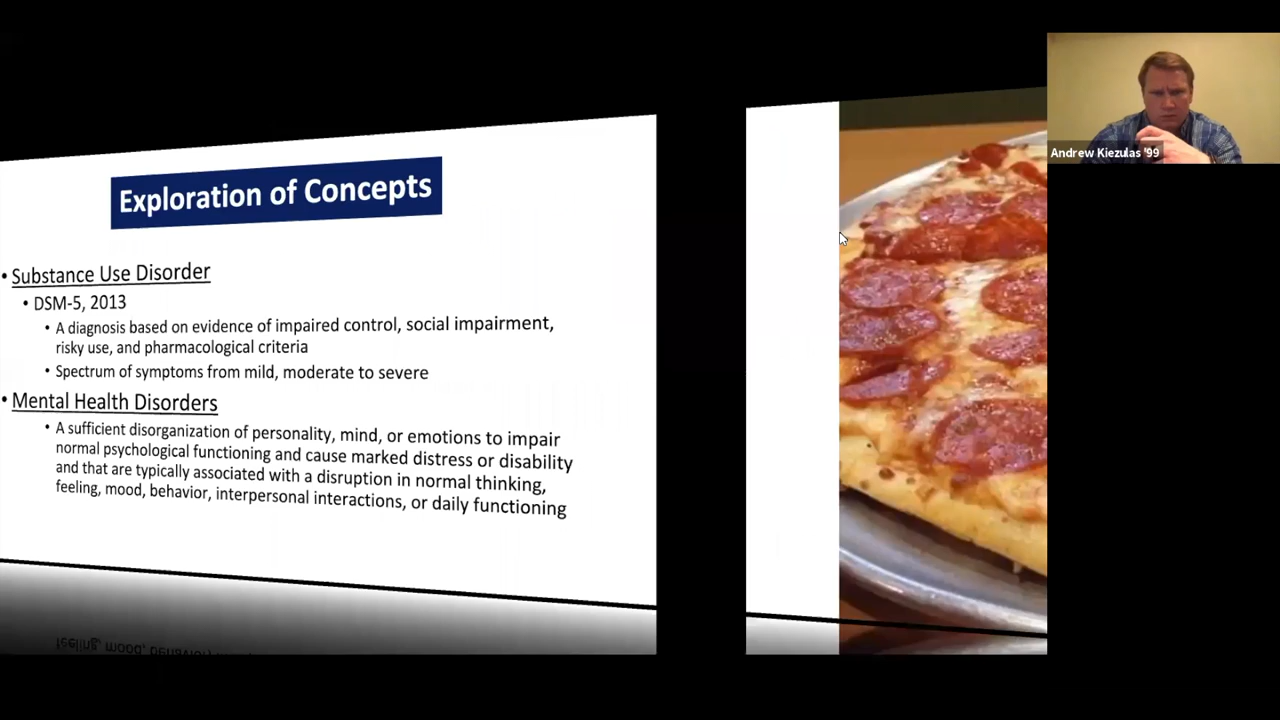 Exploration of Concepts
• Substance Use Disorder
• DSM-5, 2013
• A diagnosis based on evidence of impaired control, social impairment,
risky use, and pharmacological criteria
• Spectrum of symptoms from mild, moderate to severe
• Mental Health Disorders
• A sufficient disorganization of personality, mind, or emotions to impair
normal psychological functioning and cause marked distress or disability
and that are typically associated with a disruption in normal thinking,
feeling, mood, behavior, interpersonal interactions, or daily functioning
feeling, mood, behavior,
Andrew Kiezulas '99